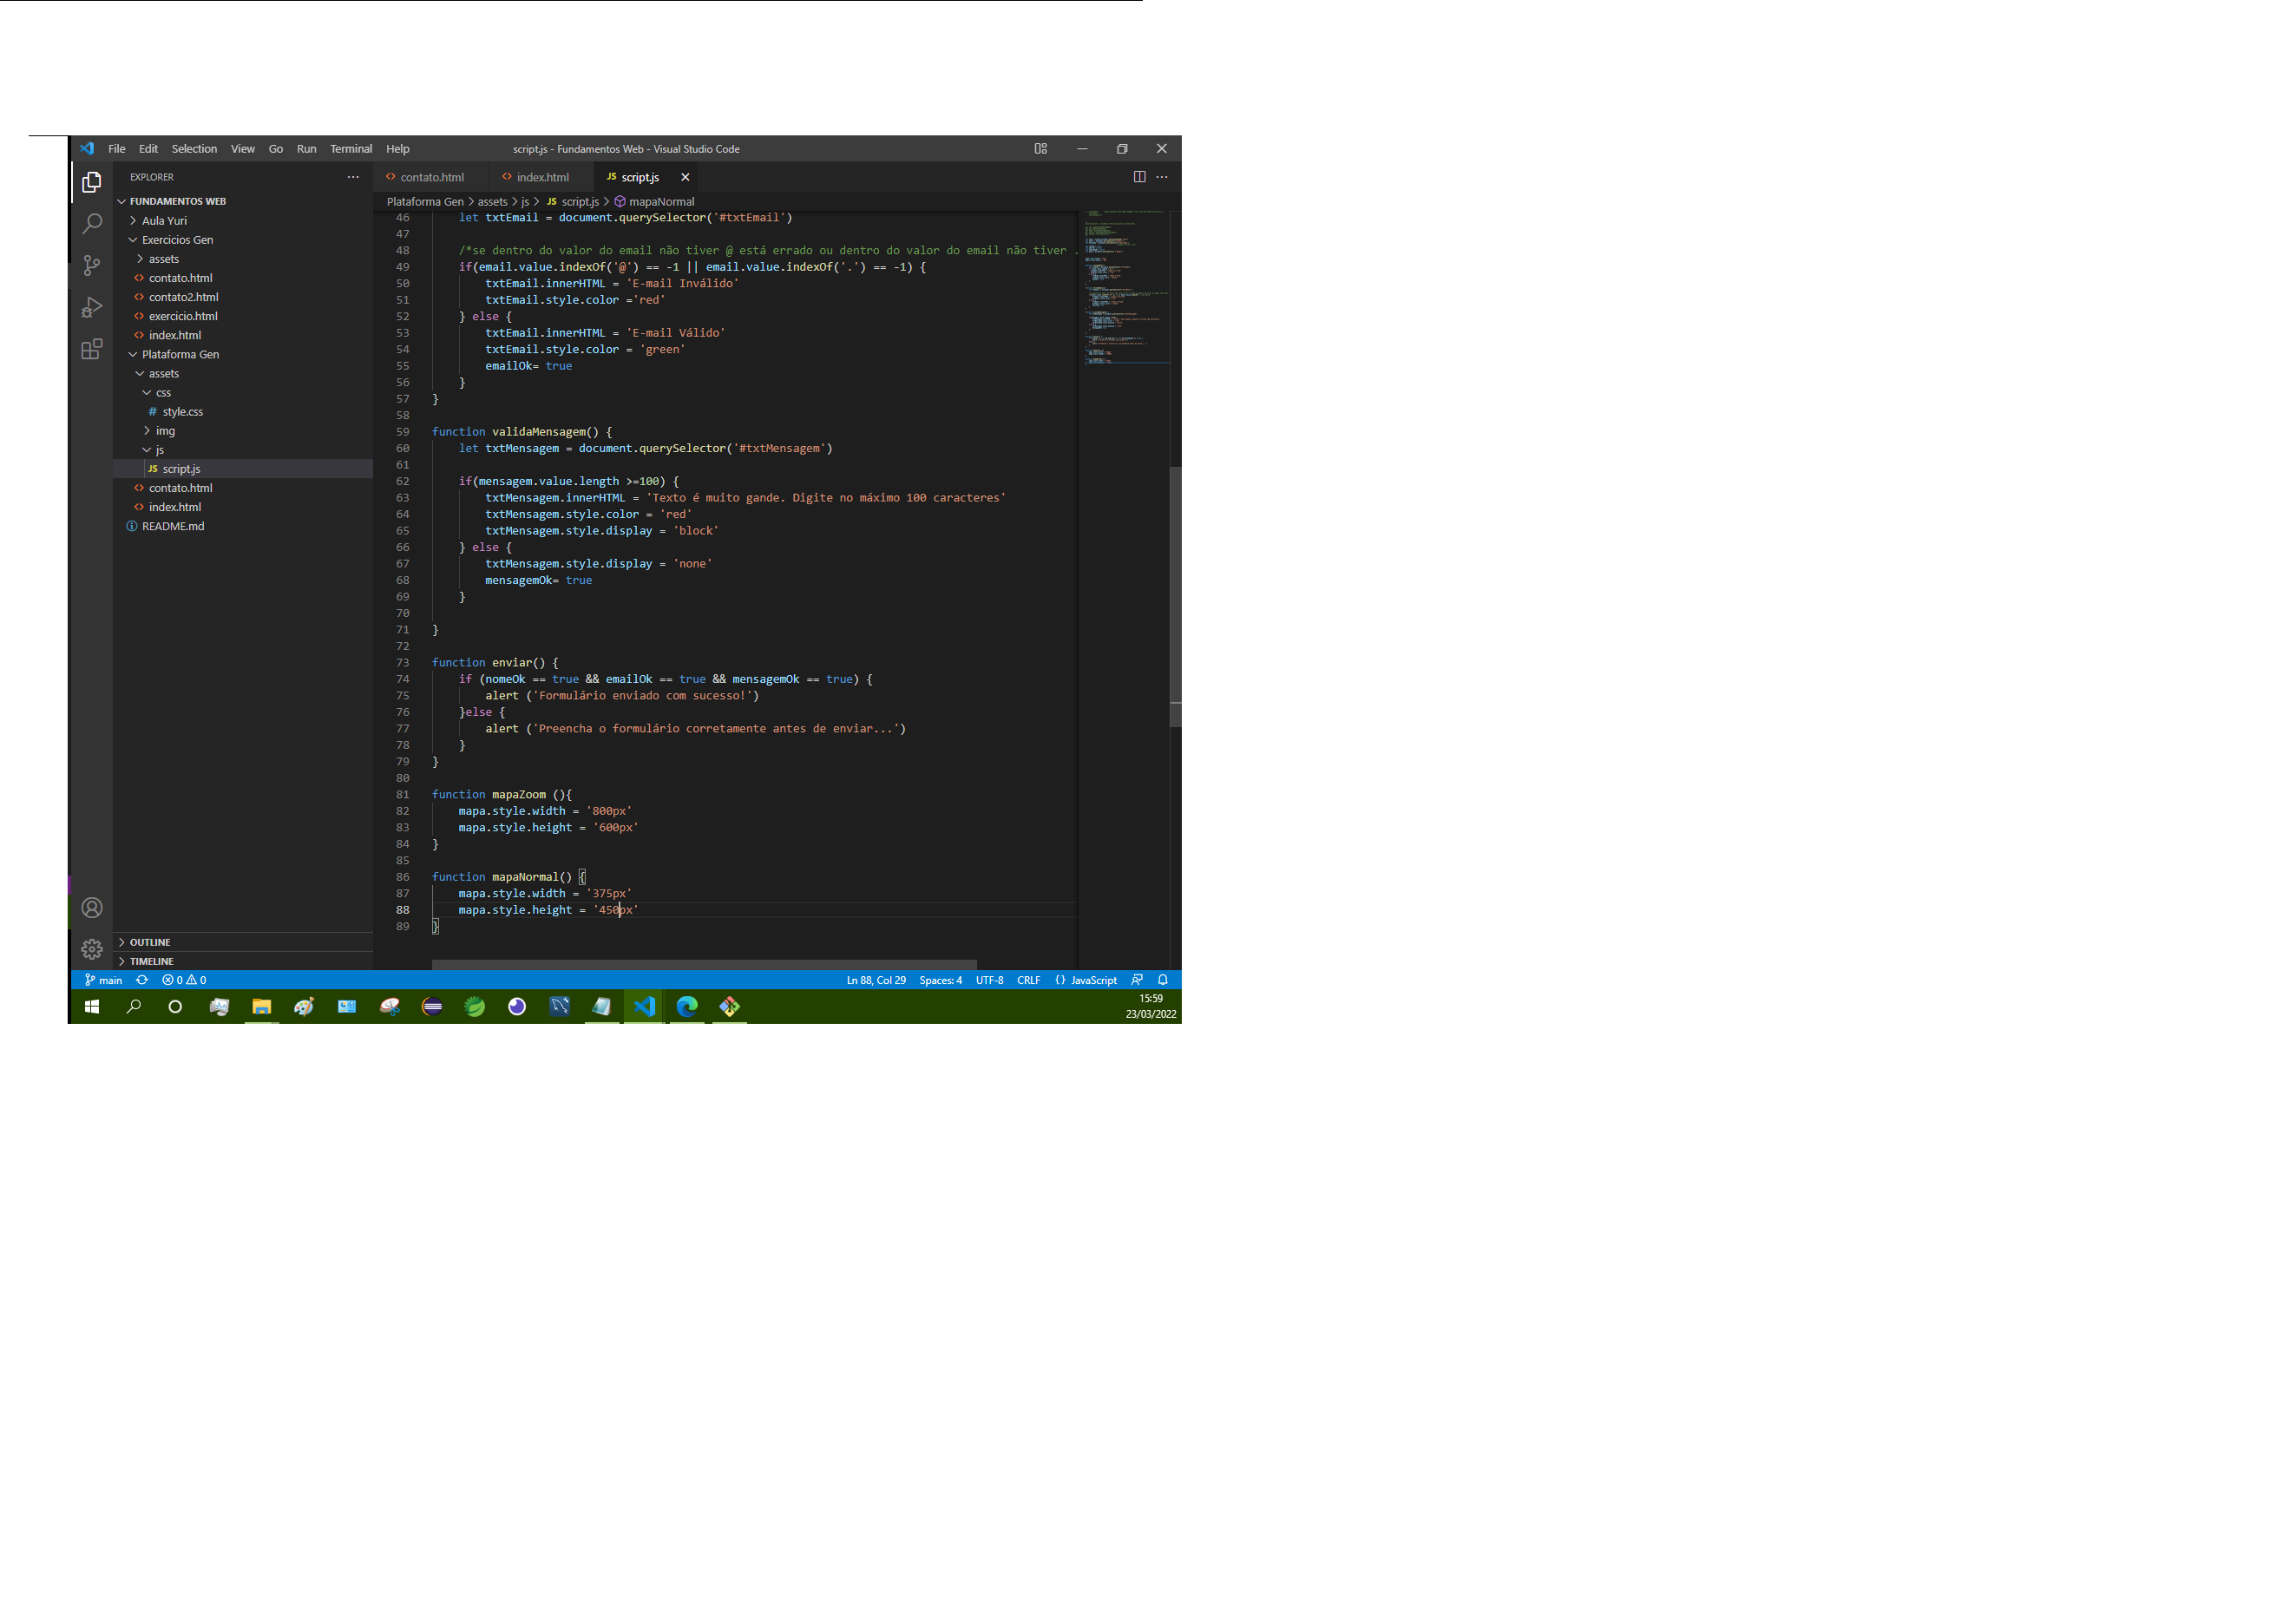 File Edit Selection View Go Run Terminal Help script.js - Fundamentos Web - Visual Studio Code
EXPLORER
FUNDAMENTOS WEB
Aula Yuri
Exercicios Gen
assets
contato.html
contato2.html
exercicio.html
index.html
Plataforma Gen
assets
css
# style.css
img
js
JS script.js
contato.html
index.html
README.md
OUTLINE
TIMELINE
contato.html index.html JS script.js
Plataforma Gen > assets > js > JS script.js > mapaNormal
46 let txtEmail = document.querySelector('#txtEmail')
47
48 /*se dentro do valor do email não tiver @ está errado ou dentro do valor do email não tiver .
49 if(email.value.indexOf('@') == -1 || email.value.indexOf('.') == -1) {
50 txtEmail.innerHTML = 'E-mail Inválido'
51 txtEmail.style.color ='red'
52 } else {
53 txtEmail.innerHTML = 'E-mail Válido'
54 txtEmail.style.color = 'green'
55 emailOk= true
56 }
57 }
58
59 function validaMensagem() {
60 let txtMensagem = document.querySelector('#txtMensagem')
61
62 if(mensagem.value.length >=100) {
63 txtMensagem.innerHTML = 'Texto é muito gande. Digite no máximo 100 caracteres'
64 txtMensagem.style.color = 'red'
65 txtMensagem.style.display = 'block'
66 } else {
67 txtMensagem.style.display = 'none'
68 mensagemOk= true
69 }
70
71 }
72
73 function enviar() {
74 if (nomeOk == true && emailOk == true && mensagemOk == true) {
75 alert ('Formulário enviado com sucesso!')
76 }else {
77 alert ('Preencha o formulário corretamente antes de enviar...')
78 }
79 }
80
81 function mapaZoom (){
82 mapa.style.width = '800px'
83 mapa.style.height = '600px'
84 }
85
86 function mapaNormal() {
87 mapa.style.width = '375px'
88 mapa.style.height = '450px'
89 }
main 0 0 Ln 88, Col 29 Spaces: 4 UTF-8 CRLF {} JavaScript
15:59
23/03/2022